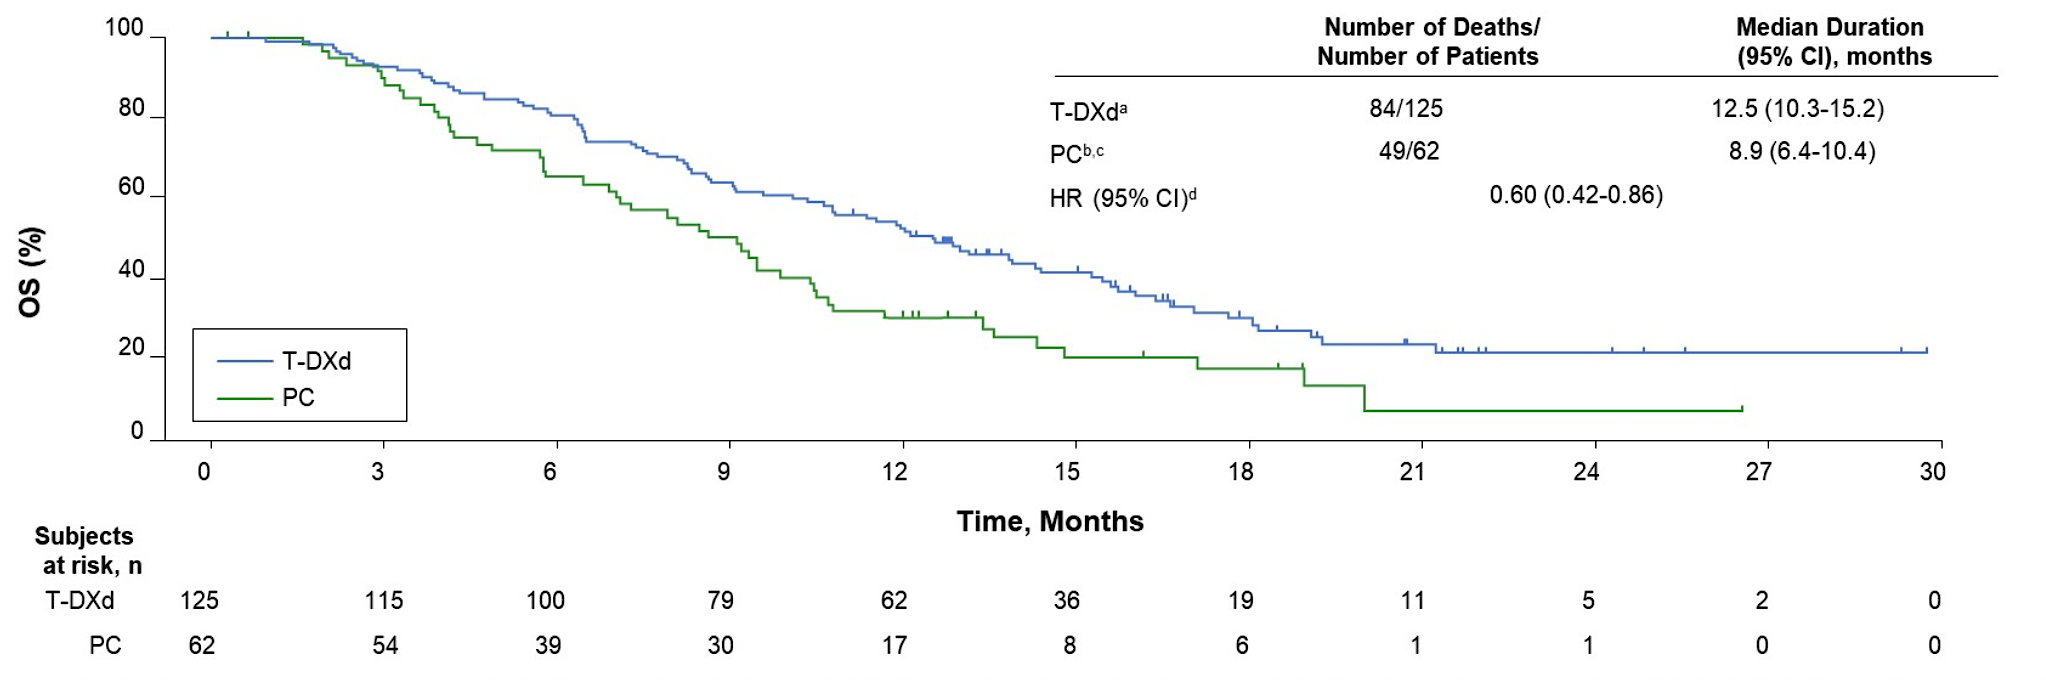 Number of Deaths/ Median Duration
Number of Patients (95% CI), months
T-DXdᵃ 84/125 12.5 (10.3-15.2)
PCᵇ,ᶜ 49/62 8.9 (6.4-10.4)
HR (95% CI)ᵈ 0.60 (0.42-0.86)
OS (%)
100
80
60
40
20
0
T-DXd
PC
0 3 6 9 12 15 18 21 24 27 30
Time, Months
Subjects
at risk, n
T-DXd 125 115 100 79 62 36 19 11 5 2 0
PC 62 54 39 30 17 8 6 1 1 0 0